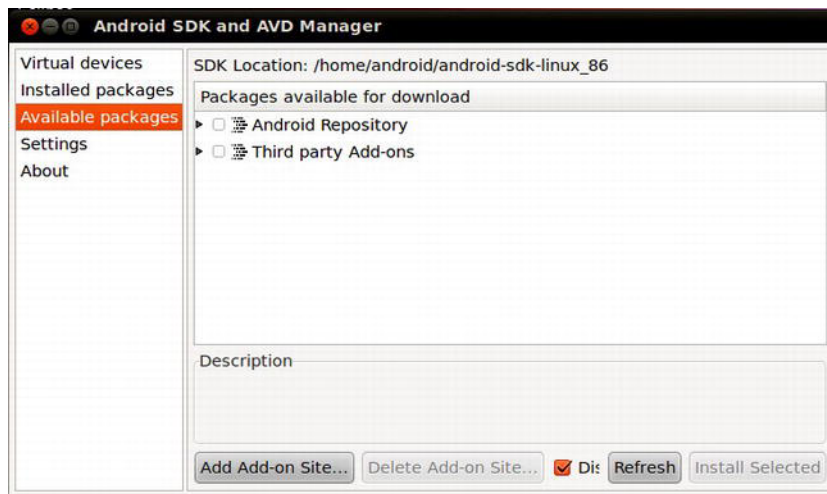 Android SDK and AVD Manager
Virtual devices
Installed packages
Available packages
Settings
About
SDK Location: /home/android/android-sdk-linux_86
Packages available for download
Android Repository
Third party Add-ons
Description
Add Add-on Site... Delete Add-on Site... Refresh Install Selected